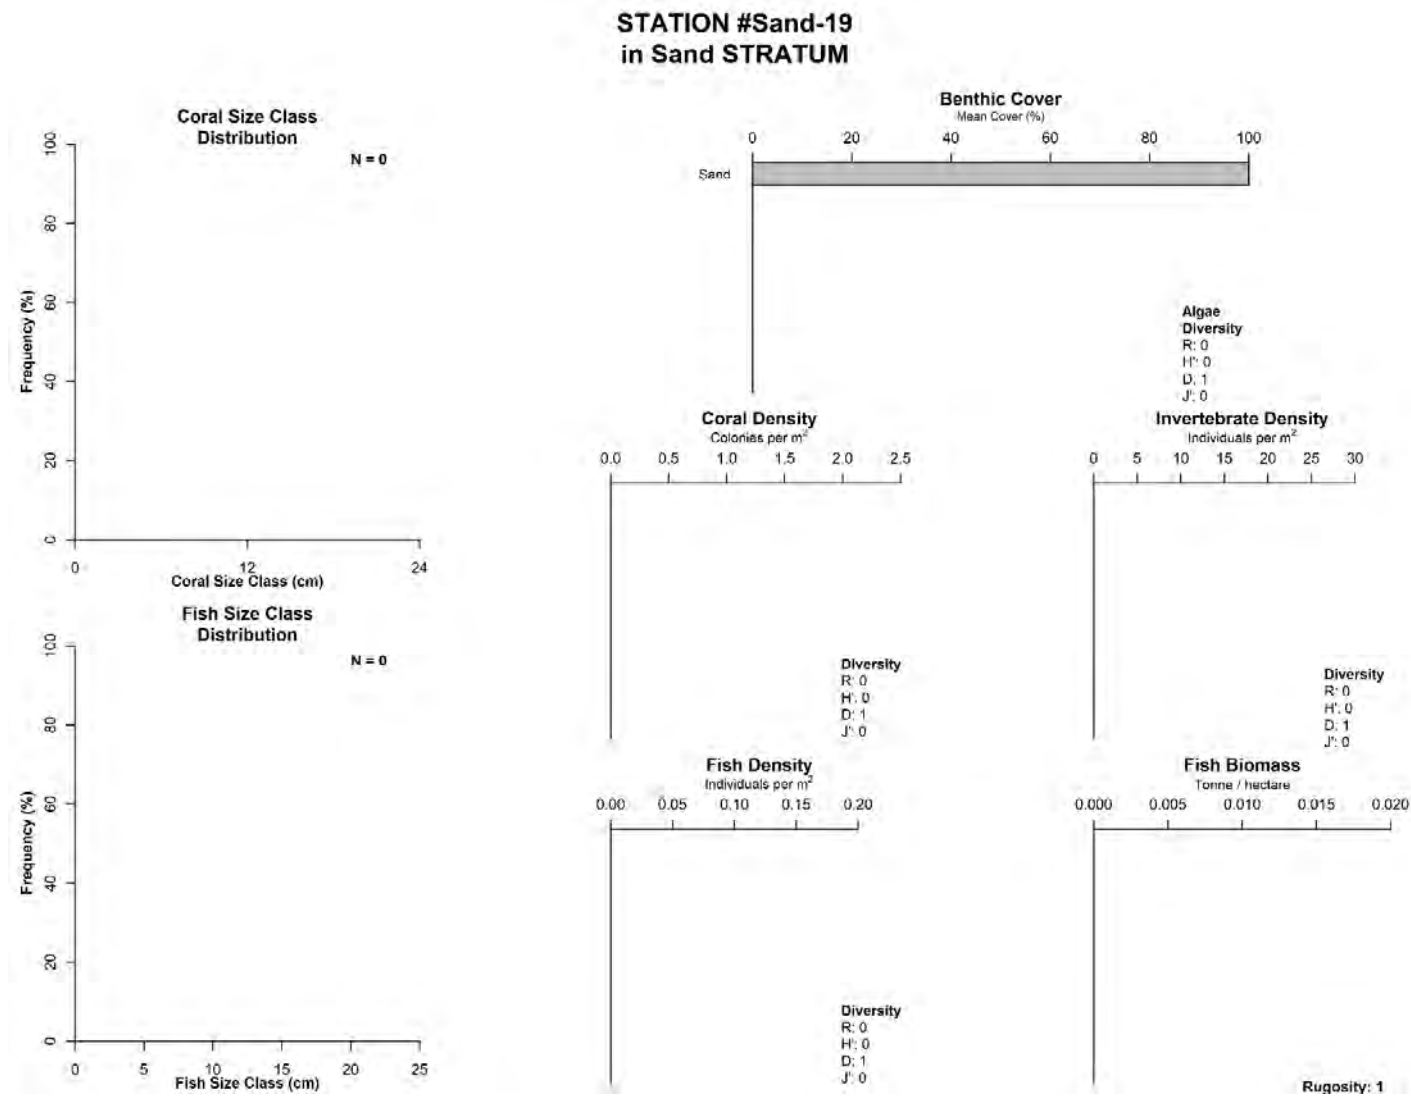 STATION #Sand-19
in Sand STRATUM
Coral Size Class
Distribution
N = 0
100
80
60
40
20
0
Frequency (%)
0 12 24
Coral Size Class (cm)
Fish Size Class
Distribution
N = 0
100
80
60
40
20
0
Frequency (%)
0 5 10 15 20 25
Fish Size Class (cm)
Benthic Cover
Mean Cover (%)
0 20 40 60 80 100
Sand
Algae
Diversity
R: 0
H': 0
D: 1
J': 0
Coral Density
Colonies per m²
0.0 0.5 1.0 1.5 2.0 2.5
Diversity
R: 0
H': 0
D: 1
J': 0
Invertebrate Density
Individuals per m²
0 5 10 15 20 25 30
Diversity
R: 0
H': 0
D: 1
J': 0
Fish Density
Individuals per m²
0.00 0.05 0.10 0.15 0.20
Diversity
R: 0
H': 0
D: 1
J': 0
Fish Biomass
Tonne / hectare
0.000 0.005 0.010 0.015 0.020
Rugosity: 1